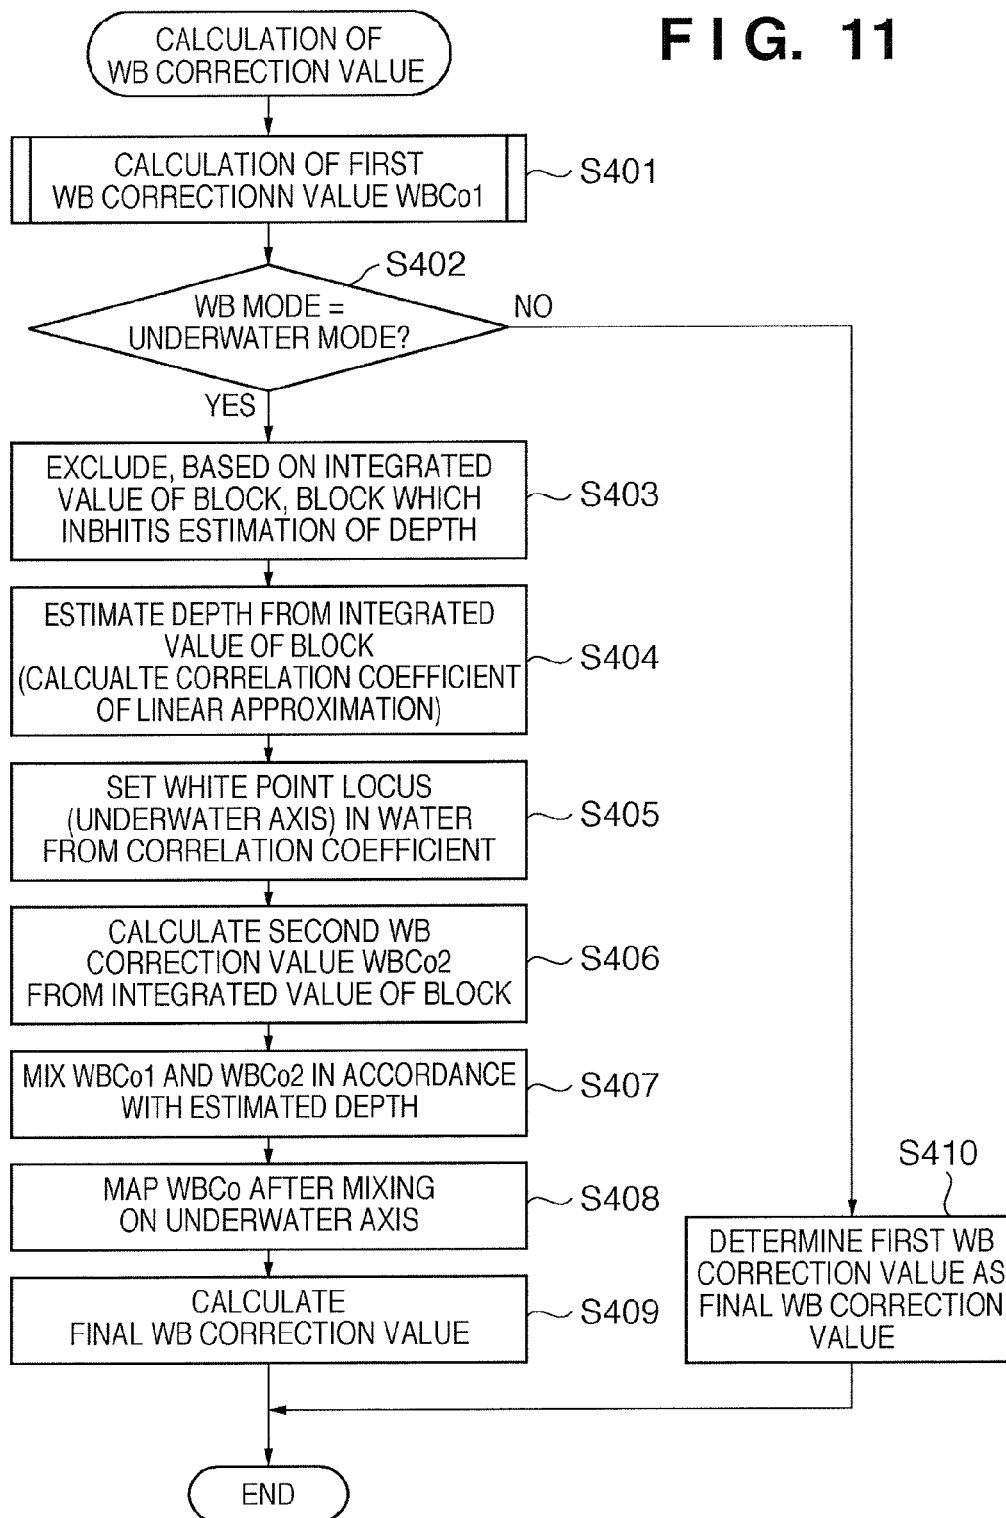 FIG. 11
CALCULATION OF
WB CORRECTION VALUE
CALCULATION OF FIRST
WB CORRECTIONN VALUE WBCo1
S401
S402
WB MODE =
UNDERWATER MODE?
NO
YES
EXCLUDE, BASED ON INTEGRATED
VALUE OF BLOCK, BLOCK WHICH
INBHITIS ESTIMATION OF DEPTH
S403
ESTIMATE DEPTH FROM INTEGRATED
VALUE OF BLOCK
(CALCUALTE CORRELATION COEFFICIENT
OF LINEAR APPROXIMATION)
S404
SET WHITE POINT LOCUS
(UNDERWATER AXIS) IN WATER
FROM CORRELATION COEFFICIENT
S405
CALCULATE SECOND WB
CORRECTION VALUE WBCo2
FROM INTEGRATED VALUE OF BLOCK
S406
MIX WBCo1 AND WBCo2 IN ACCORDANCE
WITH ESTIMATED DEPTH
S407
MAP WBCo AFTER MIXING
ON UNDERWATER AXIS
S408
CALCULATE
FINAL WB CORRECTION VALUE
S409
S410
DETERMINE FIRST WB
CORRECTION VALUE AS
FINAL WB CORRECTION
VALUE
END